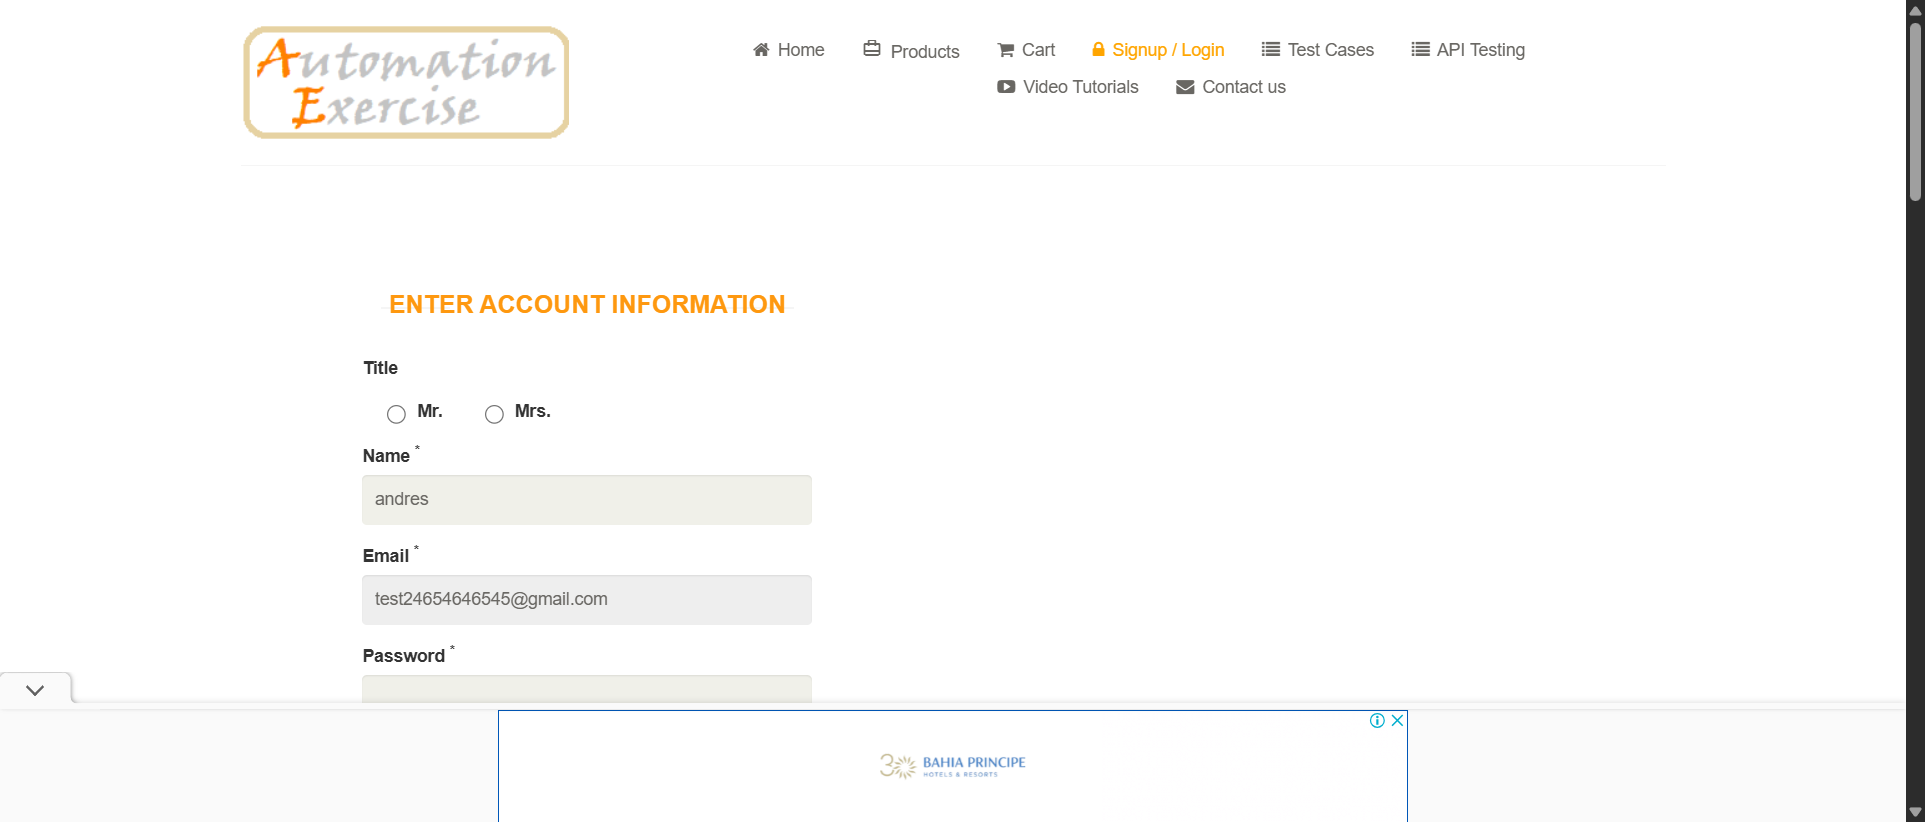 Automation
Exercise
Home
Products
Cart
Signup / Login
Test Cases
API Testing
Video Tutorials
Contact us
ENTER ACCOUNT INFORMATION
Title
Mr.
Mrs.
Name *
andres
Email *
test24654646545@gmail.com
Password *
30 BAHIA PRINCIPE
HOTELS & RESORTS